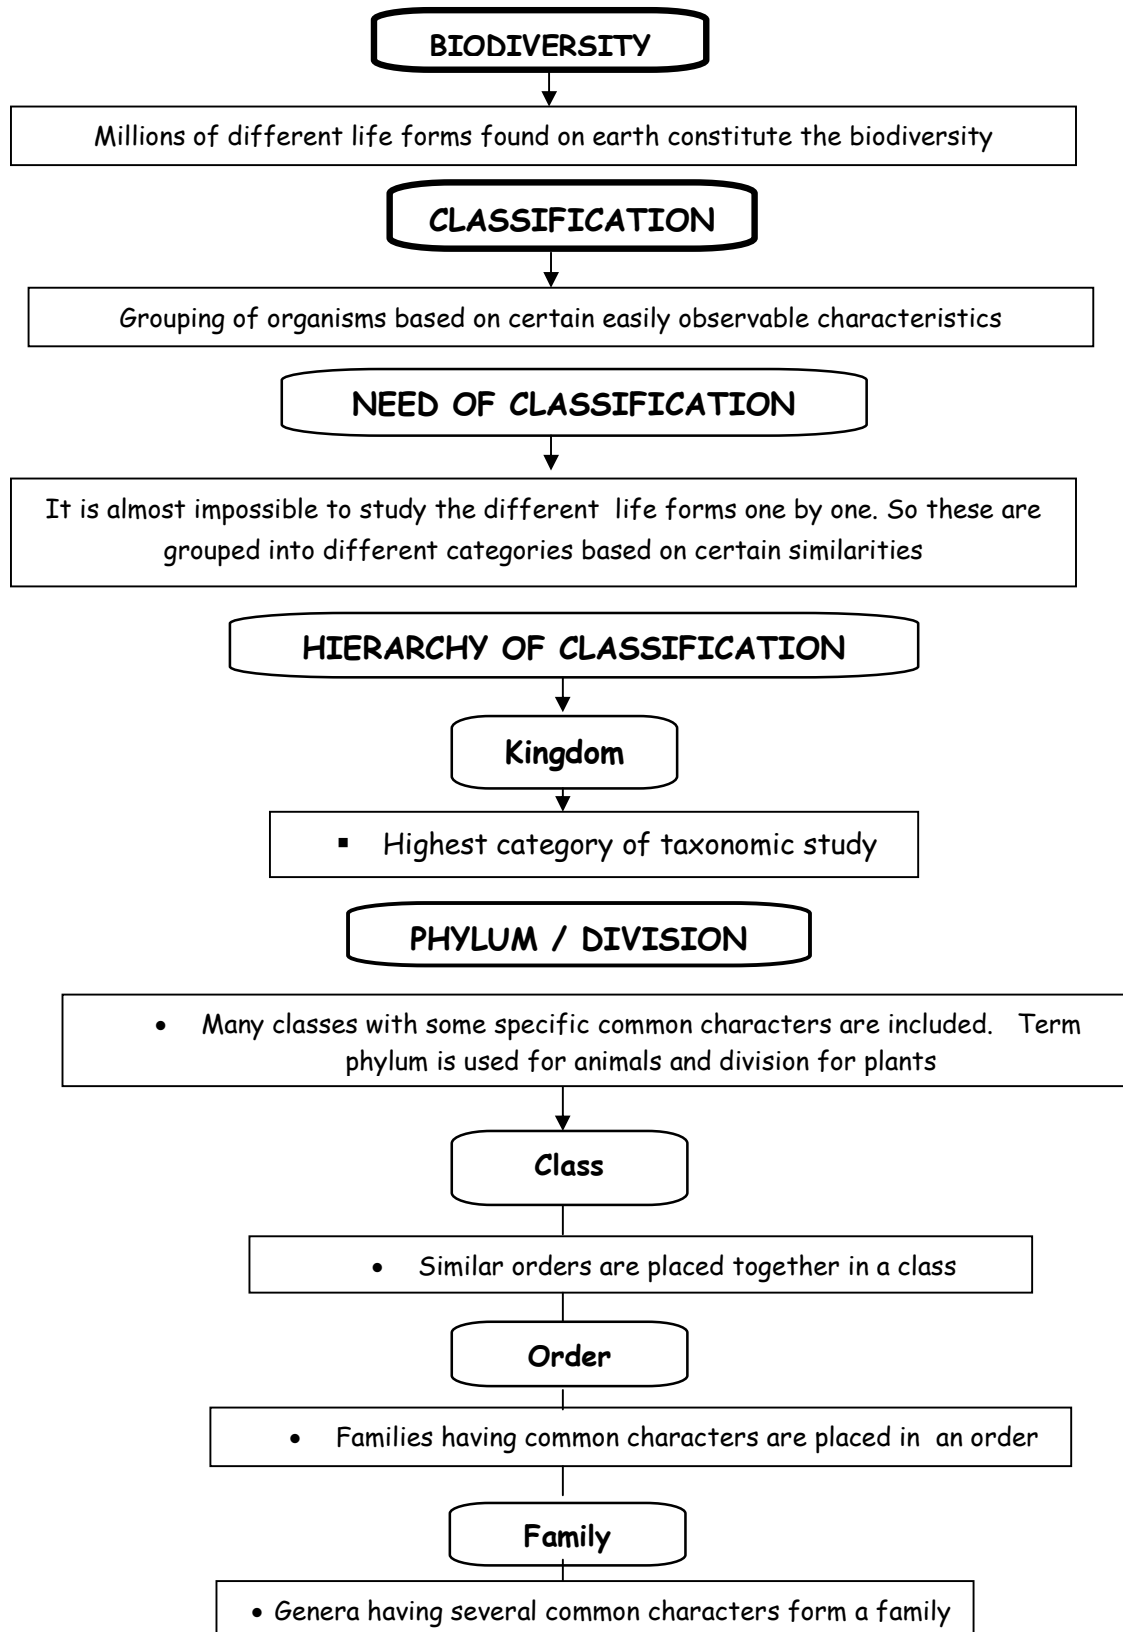 BIODIVERSITY
Millions of different life forms found on earth constitute the biodiversity
CLASSIFICATION
Grouping of organisms based on certain easily observable characteristics
NEED OF CLASSIFICATION
It is almost impossible to study the different life forms one by one. So these are
grouped into different categories based on certain similarities
HIERARCHY OF CLASSIFICATION
Kingdom
▪ Highest category of taxonomic study
PHYLUM / DIVISION
• Many classes with some specific common characters are included. Term
phylum is used for animals and division for plants
Class
• Similar orders are placed together in a class
Order
• Families having common characters are placed in an order
Family
• Genera having several common characters form a family